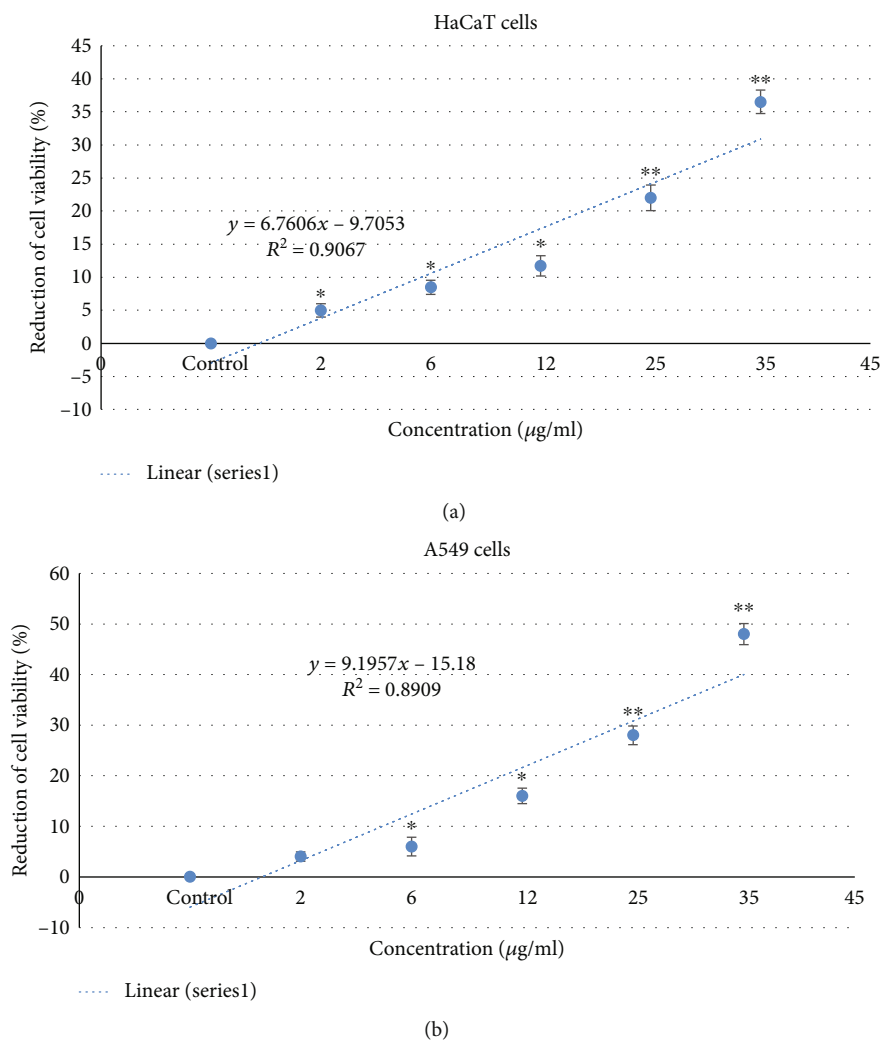 HaCaT cells
45
40
35
30
25
20
15
10
5
0
5
−10
Reduction of cell viability (%)
y = 6.7606x – 9.7053
R² = 0.9067
*
*
*
**
**
0 Control 2 6 12 25 35 45
Concentration (μg/ml)
Linear (series1)
(a)
A549 cells
60
50
40
30
20
10
0
−10
Reduction of cell viability (%)
y = 9.1957x – 15.18
R² = 0.8909
*
*
**
**
0 Control 2 6 12 25 35 45
Concentration (μg/ml)
Linear (series1)
(b)